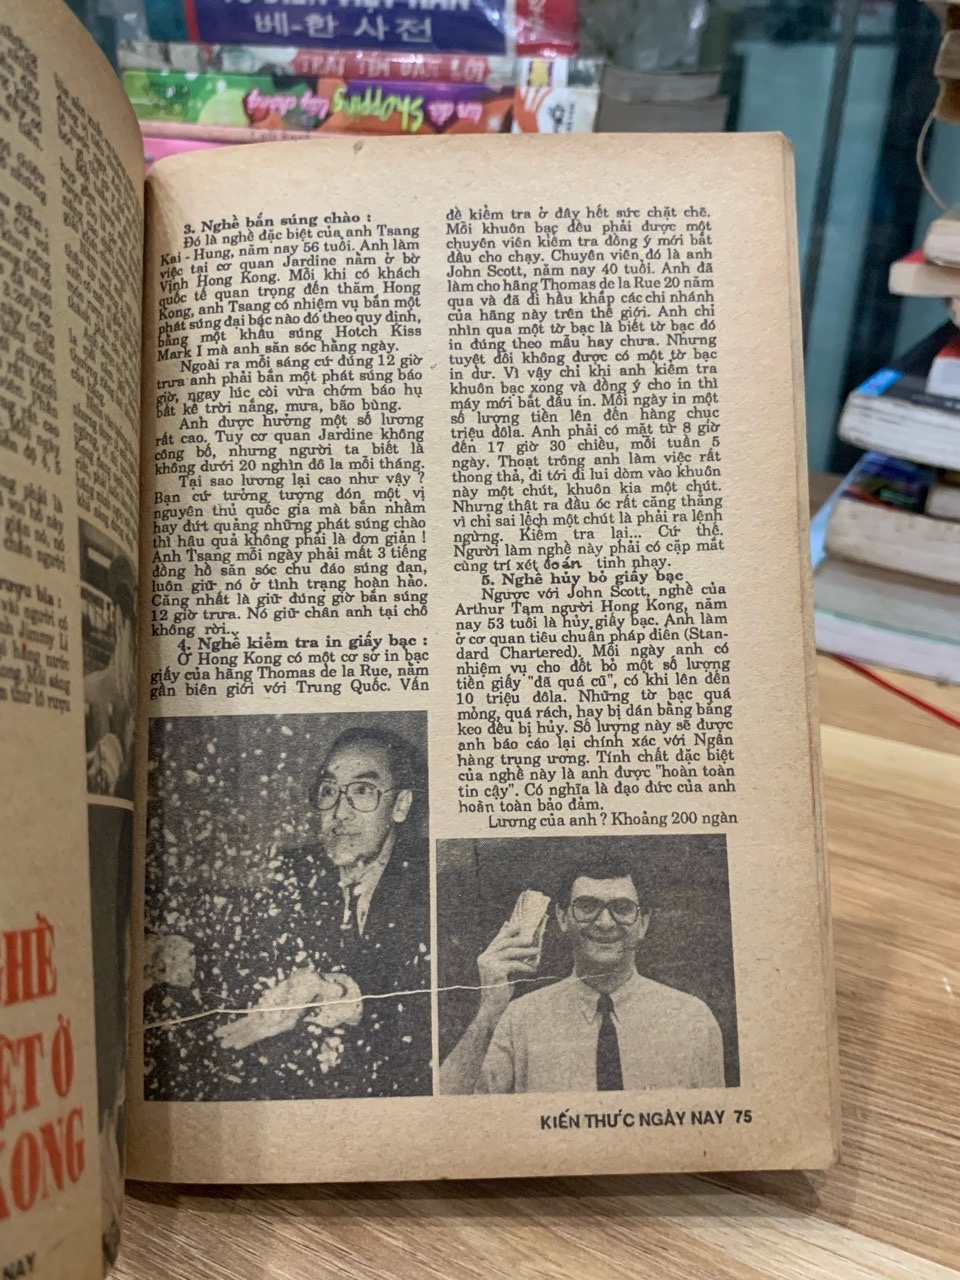 베-한 사전
TRÁI TIM ĐÀN
Shopping
3. Nghề bắn súng chào :
Đó là nghề đặc biệt của anh Tsang
Kai - Hung, năm nay 56 tuổi. Anh làm
việc tại cơ quan Jardine nằm ở bờ
Vịnh Hong Kong. Mỗi khi có khách
quốc tế quan trọng đến thăm Hong
Kong, anh Tsang có nhiệm vụ bắn một
phát súng đại bác nào đó theo quy định,
bằng một khẩu súng Hotch Kiss
Mark I mà anh săn sóc hằng ngày.
Ngoài ra mỗi sáng cứ đúng 12 giờ
trưa anh phải bắn một phát súng báo
giờ, ngay lúc còi vừa chớm báo hụ
bất kể trời nắng, mưa, bão bùng.
Anh được hưởng một số lương
rất cao. Tuy cơ quan Jardine không
công bố, nhưng người ta biết là
không dưới 20 nghìn đô la mỗi tháng.
Tại sao lương lại cao như vậy ?
Bạn cứ tưởng tượng đón một vị
nguyên thủ quốc gia mà bắn nhầm
hay đứt quảng những phát súng chào
thì hậu quả không phải là đơn giản !
Anh Tsang mỗi ngày phải mất 3 tiếng
đồng hồ săn sóc chu đáo súng đạn,
luôn giữ nó ở tình trạng hoàn hảo.
Căng nhất là giữ đúng giờ bắn súng
12 giờ trưa. Nó giữ chân anh tại chỗ
không rời..
4. Nghề kiểm tra in giấy bạc :
Ở Hong Kong có một cơ sở in bạc
giấy của hãng Thomas de la Rue, nằm
gần biên giới với Trung Quốc. Vấn
đề kiểm tra ở đây hết sức chặt chẽ.
Mỗi khuôn bạc đều phải được một
chuyên viên kiểm tra đồng ý mới bắt
đầu cho chạy. Chuyên viên đó là anh
John Scott, năm nay 40 tuổi. Anh đã
làm cho hãng Thomas de la Rue 20 năm
qua và đã đi hầu khắp các chi nhánh
của hãng này trên thế giới. Anh chỉ
nhìn qua một tờ bạc là biết tờ bạc đó
in đúng theo mẫu hay chưa. Nhưng
tuyệt đối không được có một tờ bạc
in dư. Vì vậy chỉ khi anh kiểm tra
khuôn bạc xong và đồng ý cho in thì
máy mới bắt đầu in. Mỗi ngày in một
số lượng tiền lên đến hàng chục
triệu đôla. Anh phải có mặt từ 8 giờ
đến 17 giờ 30 chiều, mỗi tuần 5
ngày. Thoạt trông anh làm việc rất
thong thả, đi tới đi lui dòm vào khuôn
này một chút, khuôn kia một chút.
Nhưng thật ra đầu óc rất căng thẳng
vì chỉ sai lệch một chút là phải ra lệnh
ngừng. Kiểm tra lại... Cứ thế.
Người làm nghề này phải có cặp mắt
cùng trí xét đoán tinh nhạy.
5. Nghề hủy bỏ giấy bạc
Ngược với John Scott, nghề của
Arthur Tam người Hong Kong, năm
nay 53 tuổi là hủy giấy bạc. Anh làm
ở cơ quan tiêu chuẩn pháp diển (Stan-
dard Chartered). Mỗi ngày anh có
nhiệm vụ cho đốt bỏ một số lượng
tiền giấy "đã quá cũ", có khi lên đến
10 triệu đôla. Những tờ bạc quá
mỏng, quá rách, hay bị dán bằng băng
keo đều bị hủy. Số lượng này sẽ được
anh báo cáo lại chính xác với Ngân
hàng trung ương. Tính chất đặc biệt
của nghề này là anh được "hoàn toàn
tin cậy". Có nghĩa là đạo đức của anh
hoàn toàn bảo đảm.
Lương của anh ? Khoảng 200 ngàn
KIẾN THỨC NGÀY NAY 75
GHỀ
ỆT Ở
KONG
NAY